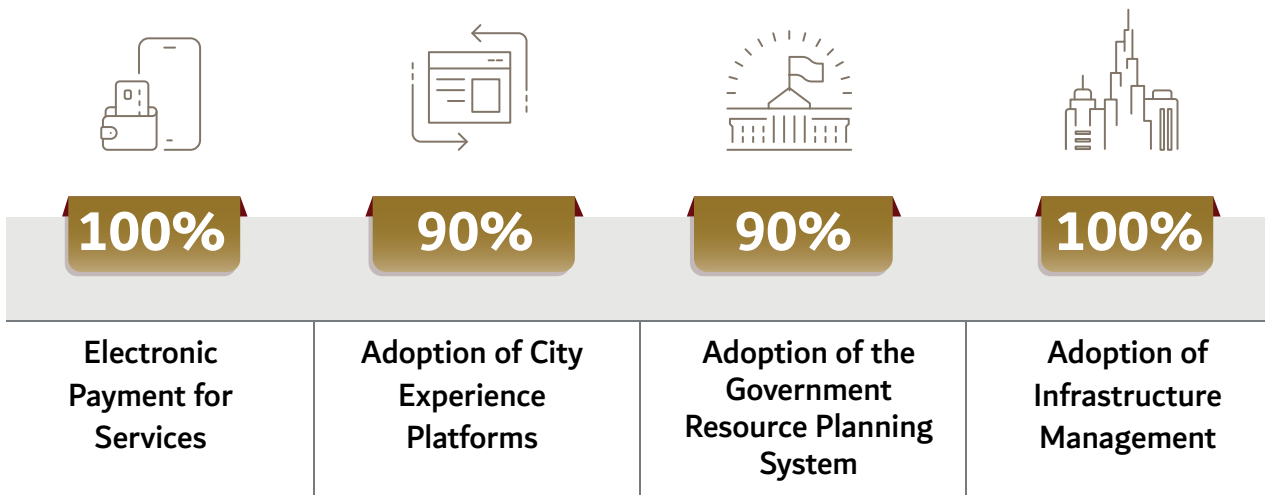 100%
90%
90%
100%
Electronic
Payment for
Services
Adoption of City
Experience
Platforms
Adoption of the
Government
Resource Planning
System
Adoption of
Infrastructure
Management